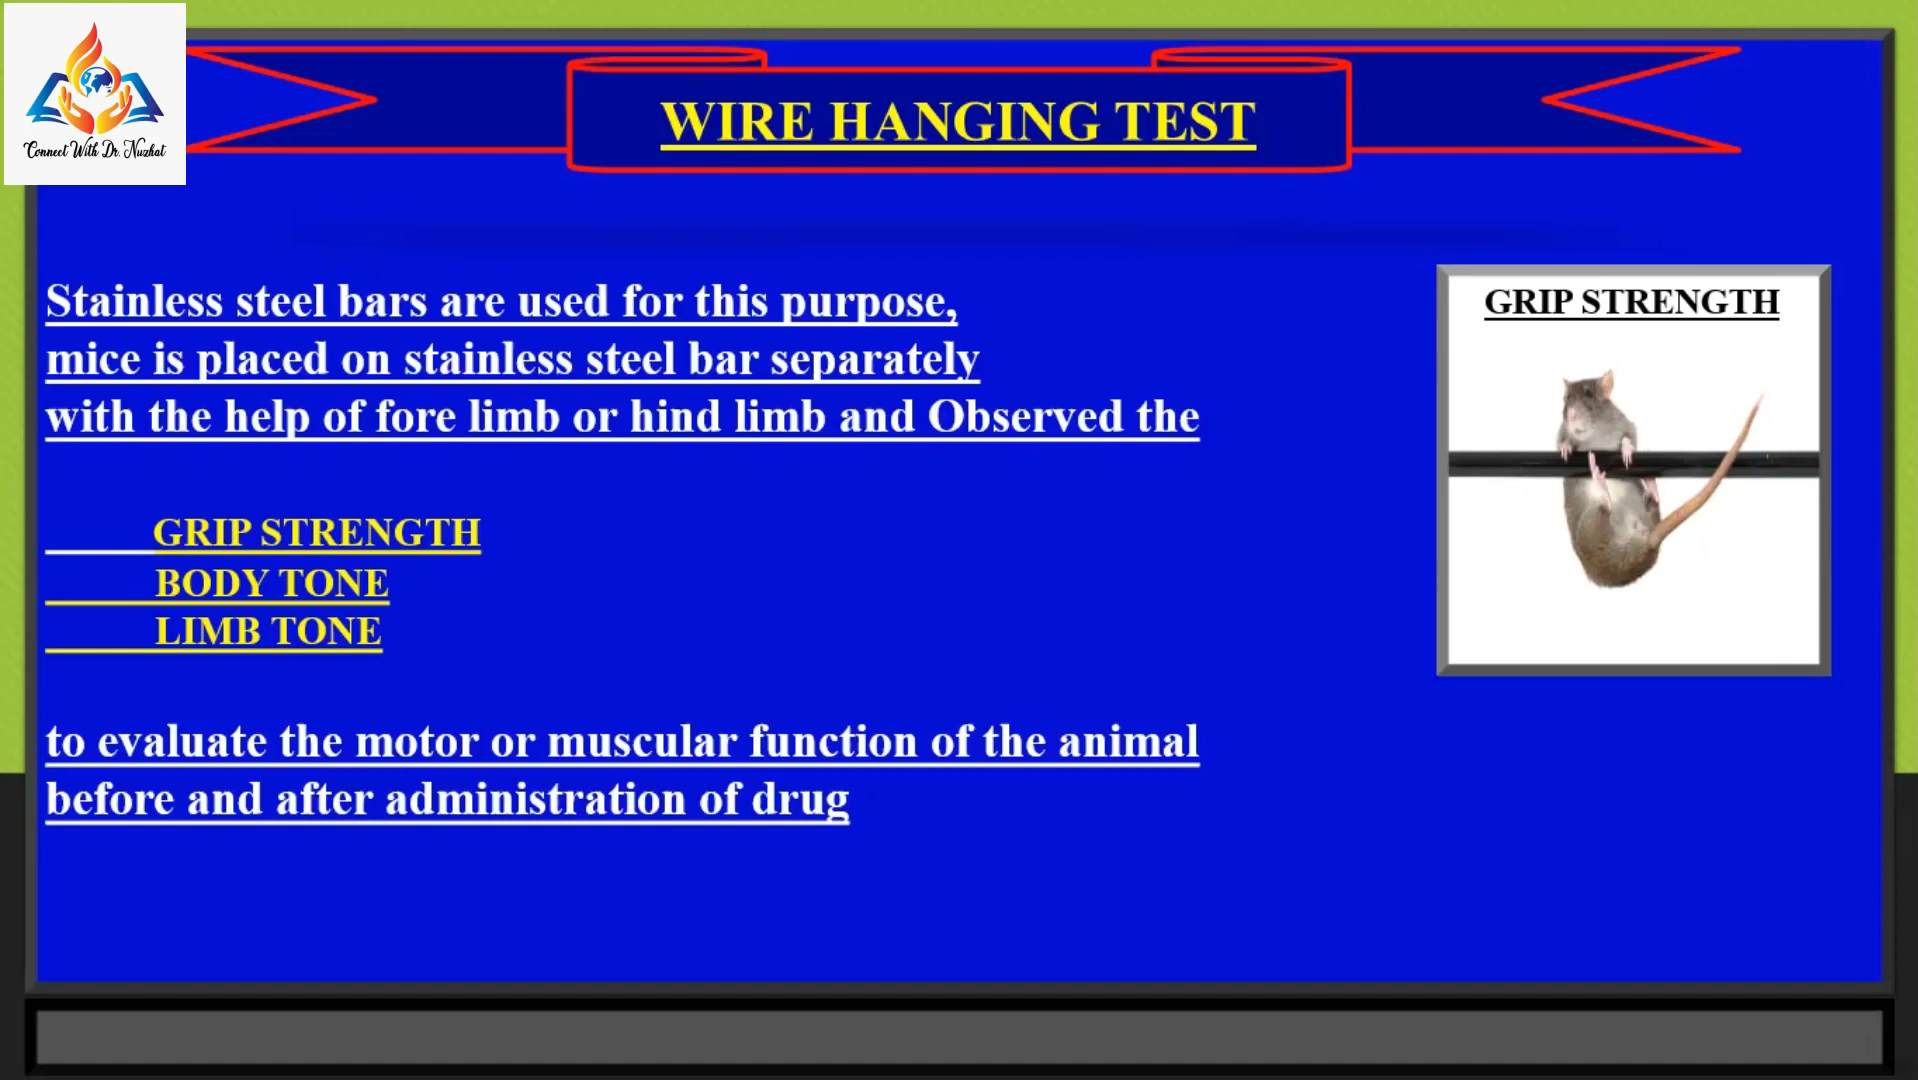 Connect With Dr. Nuzhat
WIRE HANGING TEST
Stainless steel bars are used for this purpose,
mice is placed on stainless steel bar separately
with the help of fore limb or hind limb and Observed the
GRIP STRENGTH
BODY TONE
LIMB TONE
to evaluate the motor or muscular function of the animal
before and after administration of drug
GRIP STRENGTH